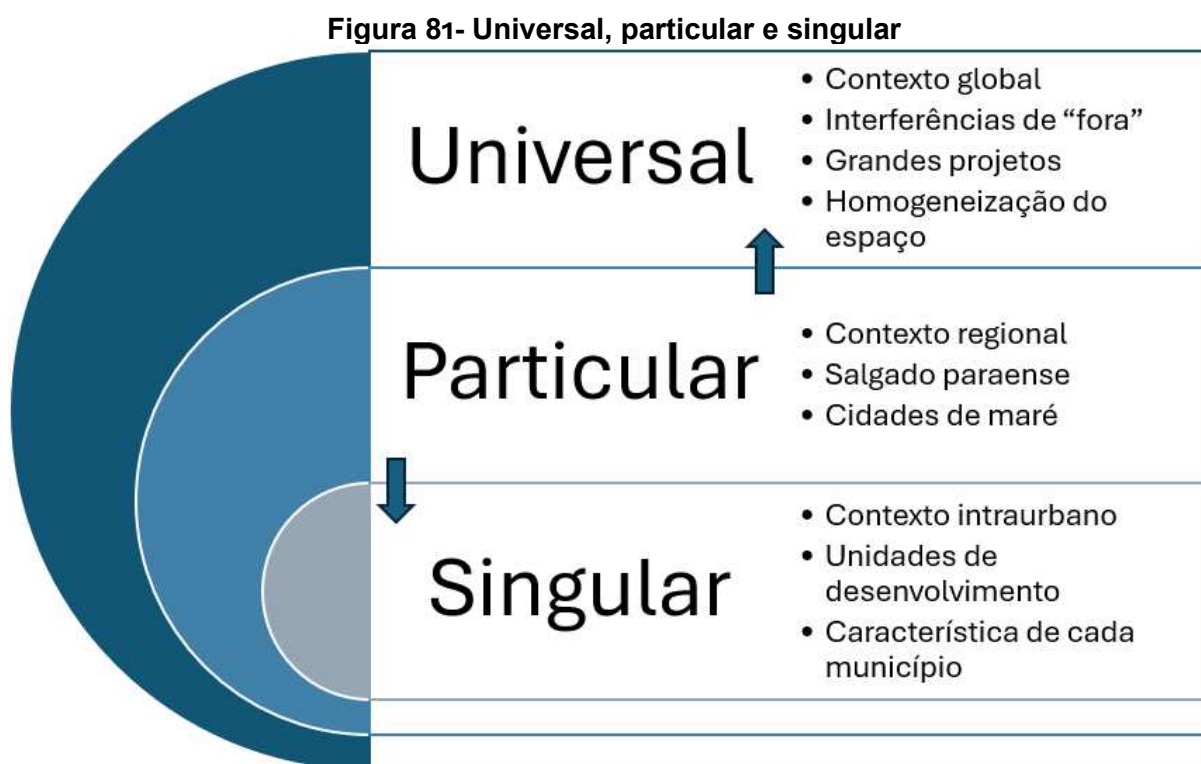 Figura 81- Universal, particular e singular
Universal
• Contexto global
• Interferências de “fora”
• Grandes projetos
• Homogeneização do
espaço
Particular
• Contexto regional
• Salgado paraense
• Cidades de maré
Singular
• Contexto intraurbano
• Unidades de
desenvolvimento
• Característica de cada
município